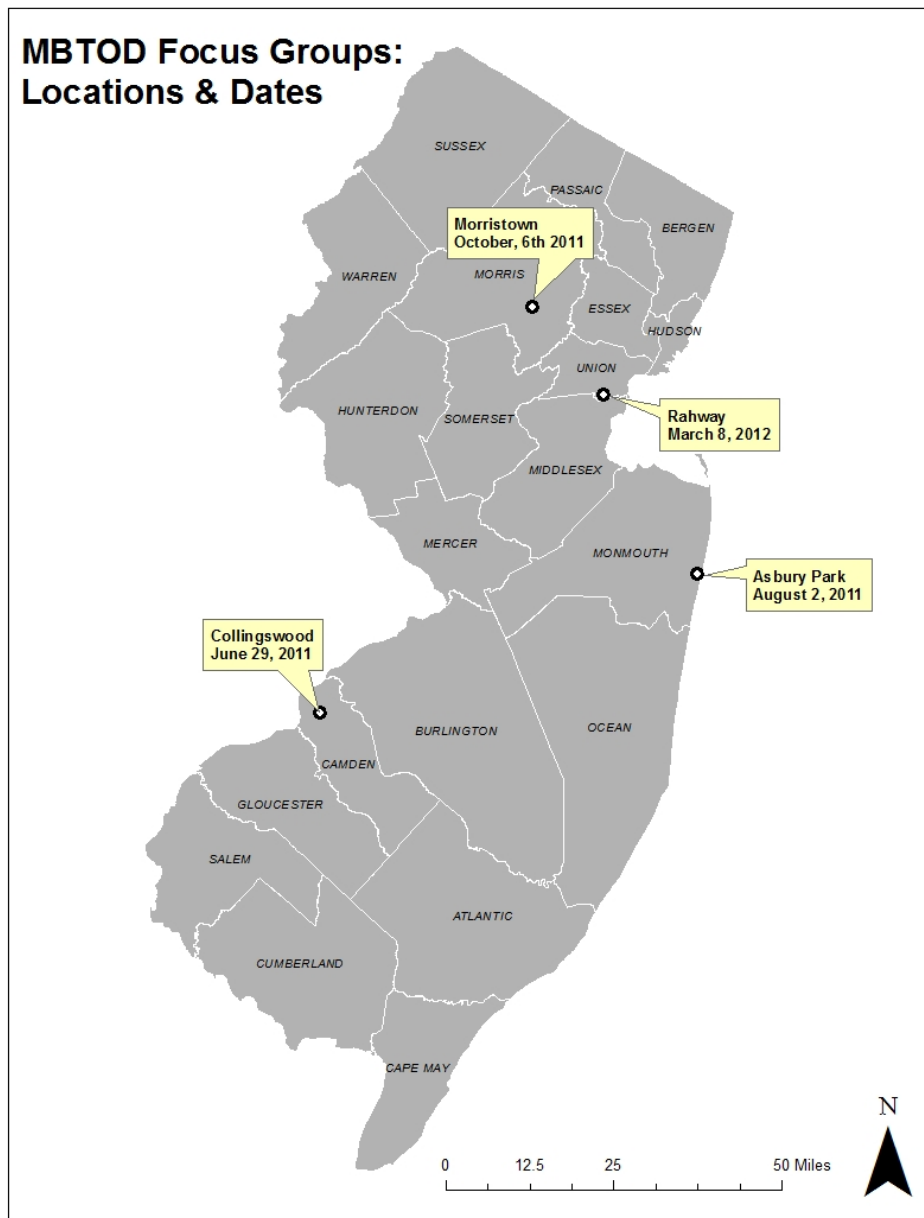 MBTOD Focus Groups:
Locations & Dates
SUSSEX
PASSAIC
BERGEN
Morristown
October, 6th 2011
WARREN
MORRIS
ESSEX
HUDSON
UNION
HUNTERDON
SOMERSET
Rahway
March 8, 2012
MIDDLESEX
MERCER
MONMOUTH
Asbury Park
August 2, 2011
Collingswood
June 29, 2011
BURLINGTON
OCEAN
CAMDEN
GLOUCESTER
SALEM
ATLANTIC
CUMBERLAND
CAPE MAY
N
0 12.5 25 50 Miles